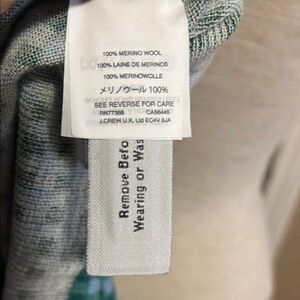 100% MERINO WOOL
100% LAINE DE MERINOS
100% MERINOWOLLE
メリノウール 100%
SEE REVERSE FOR CARE
RN77388 CA56445
J.CREW U.K. Ltd EC4V 6JA
Remove Befo
Wearing or Was